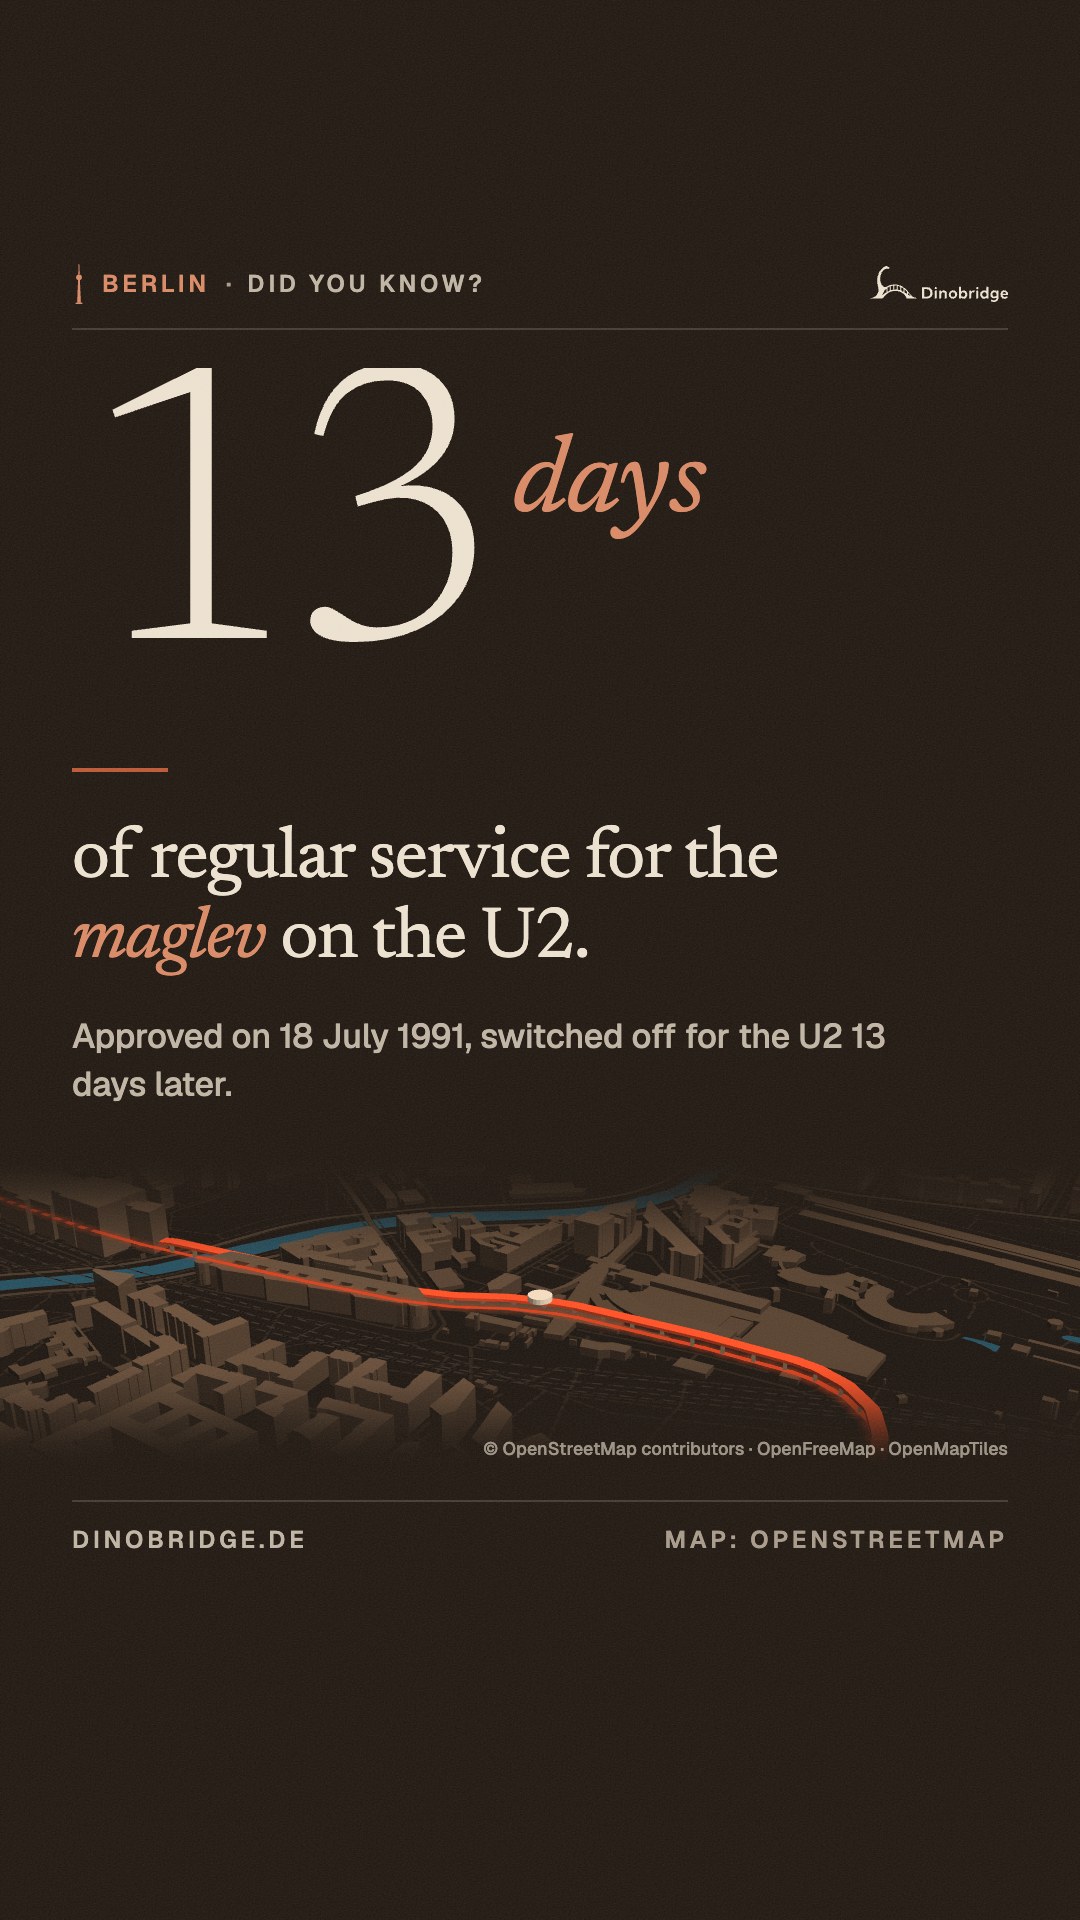 BERLIN · DID YOU KNOW?
Dinobridge
13 days
of regular service for the
maglev on the U2.
Approved on 18 July 1991, switched off for the U2 13
days later.
© OpenStreetMap contributors · OpenFreeMap · OpenMapTiles
DINOBRIDGE.DE
MAP: OPENSTREETMAP